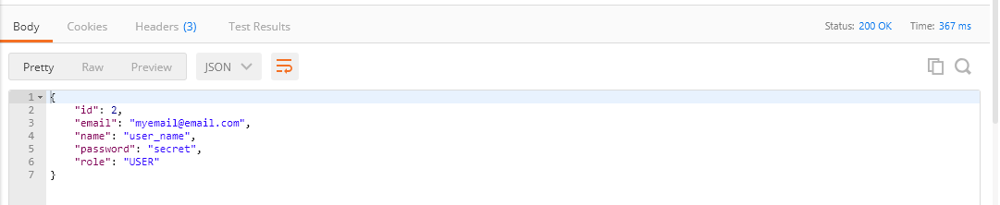 Body Cookies Headers (3) Test Results Status: 200 OK Time: 367 ms
Pretty Raw Preview JSON
1 {
2 "id": 2,
3 "email": "myemail@email.com",
4 "name": "user_name",
5 "password": "secret",
6 "role": "USER"
7 }